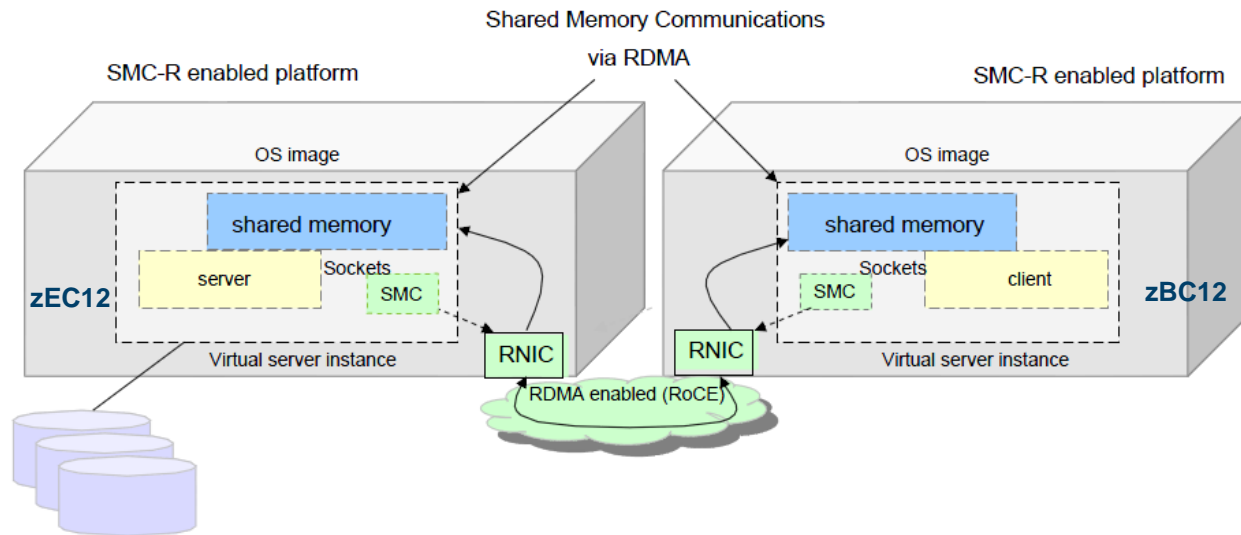 Shared Memory Communications
via RDMA
SMC-R enabled platform
SMC-R enabled platform
OS image
OS image
shared memory
shared memory
Sockets
Sockets
server
client
SMC
SMC
zEC12
zBC12
RNIC
RNIC
Virtual server instance
Virtual server instance
RDMA enabled (RoCE)